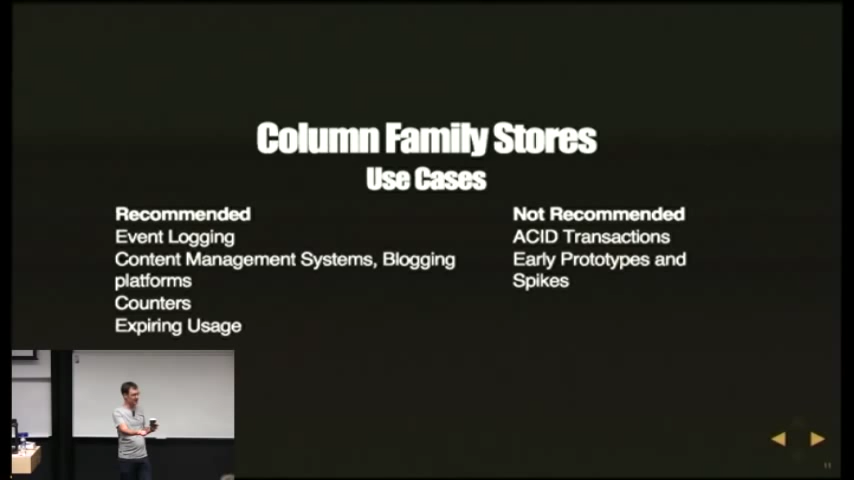 Column Family Stores
Use Cases
Recommended
Event Logging
Content Management Systems, Blogging
platforms
Counters
Expiring Usage
Not Recommended
ACID Transactions
Early Prototypes and
Spikes
11